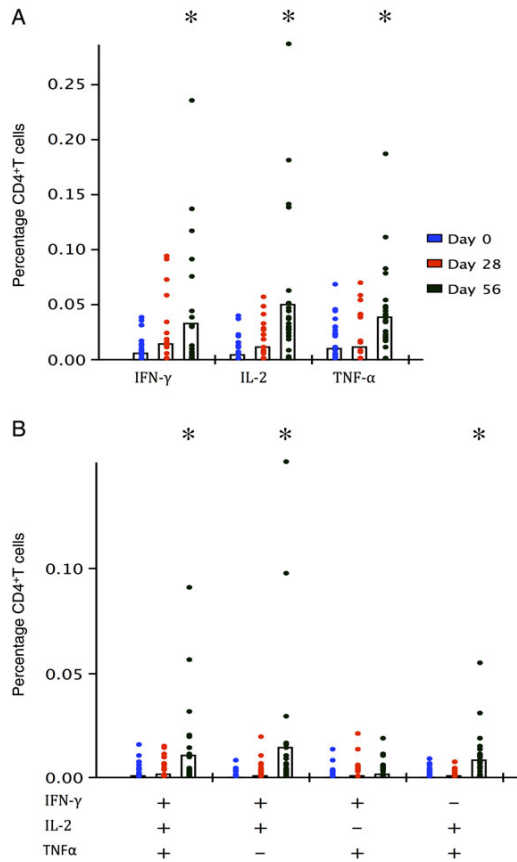 A
* * *
Percentage CD4⁺T cells
0.25
0.20
0.15
0.10
0.05
0.00
IFN-γ IL-2 TNF-α
Day 0
Day 28
Day 56
B
* * *
Percentage CD4⁺T cells
0.10
0.05
0.00
IFN-γ + + + –
IL-2 + + – +
TNFα + – + +